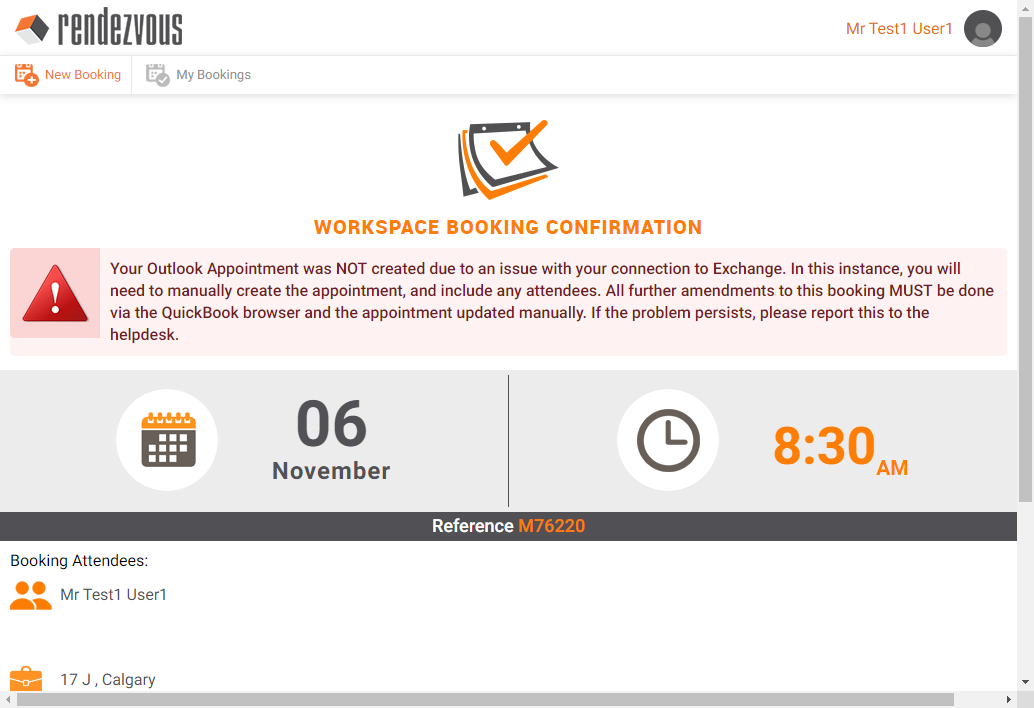 rendezvous
Mr Test1 User1
New Booking
My Bookings
WORKSPACE BOOKING CONFIRMATION
Your Outlook Appointment was NOT created due to an issue with your connection to Exchange. In this instance, you will
need to manually create the appointment, and include any attendees. All further amendments to this booking MUST be done
via the QuickBook browser and the appointment updated manually. If the problem persists, please report this to the
helpdesk.
06
November
8:30 AM
Reference M76220
Booking Attendees:
Mr Test1 User1
17 J , Calgary